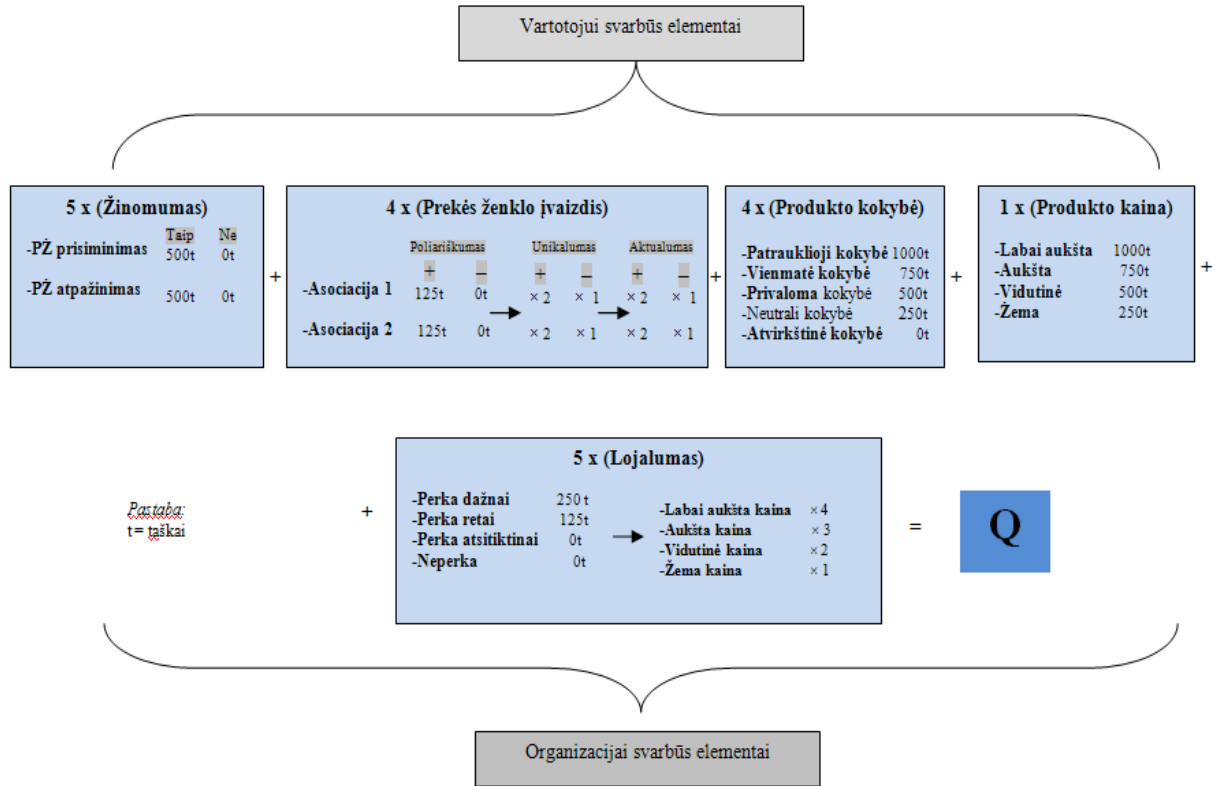 Vartotojui svarbūs elementai
5 x (Žinomumas)
Taip Ne
-PŽ prisiminimas 500t 0t
-PŽ atpažinimas 500t 0t
+
4 x (Prekės ženklo įvaizdis)
Poliariškumas Unikalumas Aktualumas
+ – + – + –
-Asociacija 1 125t 0t × 2 × 1 × 2 × 1
-Asociacija 2 125t 0t × 2 × 1 × 2 × 1
+
4 x (Produkto kokybė)
-Patrauklioji kokybė 1000t
-Vienmatė kokybė 750t
-Privaloma kokybė 500t
-Neutrali kokybė 250t
-Atvirkštinė kokybė 0t
+
1 x (Produkto kaina)
-Labai aukšta 1000t
-Aukšta 750t
-Vidutinė 500t
-Žema 250t
+
Pastaba:
t = taškai
+
5 x (Lojalumas)
-Perka dažnai 250 t
-Perka retai 125t
-Perka atsitiktinai 0t
-Neperka 0t
-Labai aukšta kaina × 4
-Aukšta kaina × 3
-Vidutinė kaina × 2
-Žema kaina × 1
=
Q
Organizacijai svarbūs elementai